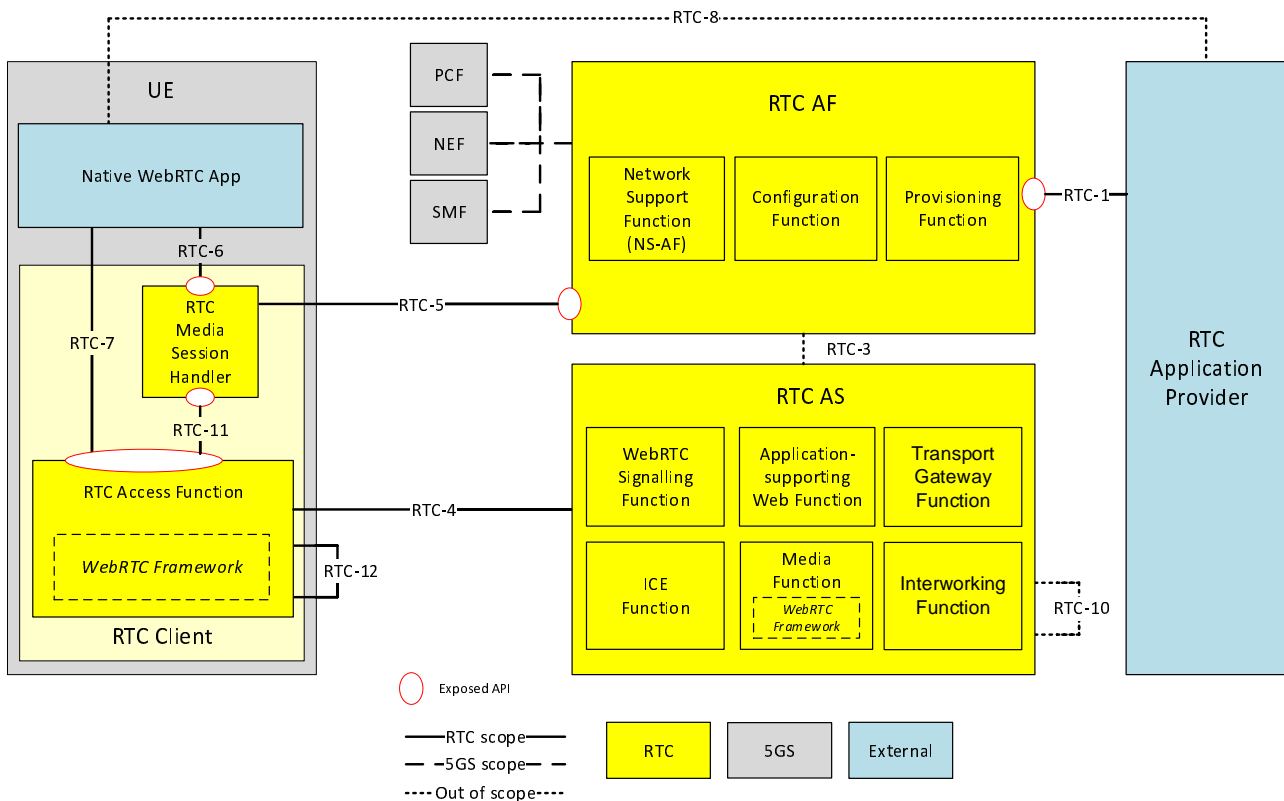 RTC-8
UE
Native WebRTC App
RTC-6
RTC-7
RTC
Media
Session
Handler
RTC-11
RTC Access Function
WebRTC Framework
RTC-12
RTC Client
PCF
NEF
SMF
RTC-5
RTC-4
RTC AF
Network
Support
Function
(NS-AF)
Configuration
Function
Provisioning
Function
RTC-1
RTC-3
RTC AS
WebRTC
Signalling
Function
Application-
supporting
Web Function
Transport
Gateway
Function
ICE
Function
Media
Function
WebRTC
Framework
Interworking
Function
RTC-10
RTC
Application
Provider
Exposed API
RTC scope
5GS scope
Out of scope
RTC
5GS
External